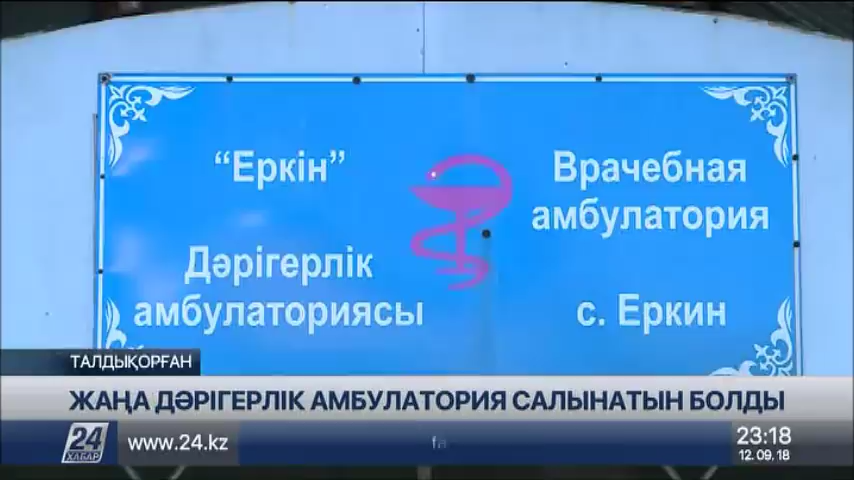 “Еркін”
Дәрігерлік
амбулаториясы
Врачебная
амбулатория
с. Еркин
ТАЛДЫҚОРҒАН
ЖАҢА ДӘРІГЕРЛІК АМБУЛАТОРИЯ САЛЫНАТЫН БОЛДЫ
24
ХАБАР
www.24.kz
fa
23:18
12.09.18